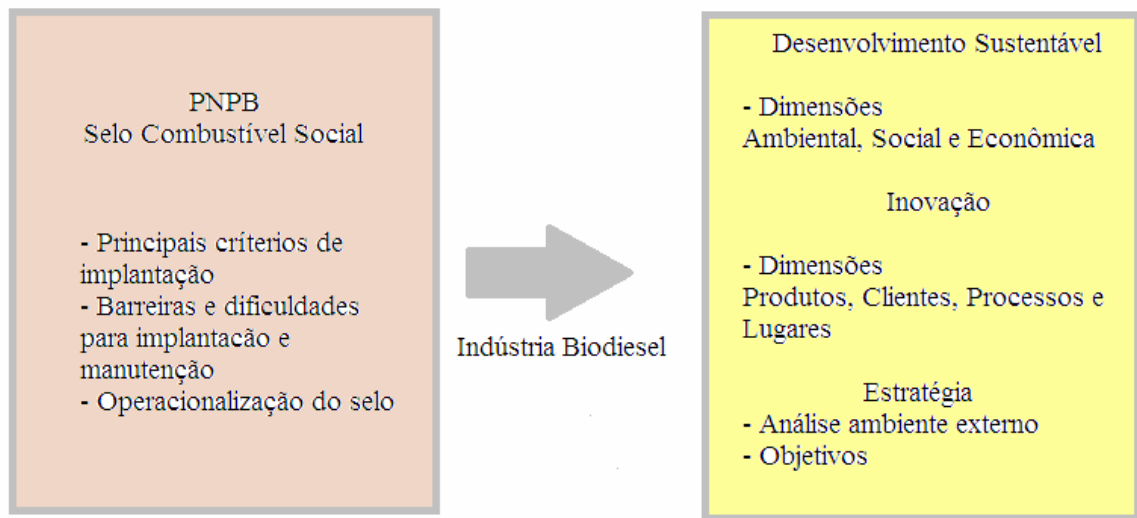 PNPB
Selo Combustível Social
- Principais críterios de
implantação
- Barreiras e dificuldades
para implantacão e
manutenção
- Operacionalização do selo
Indústria Biodiesel
Desenvolvimento Sustentável
- Dimensões
Ambiental, Social e Econômica
Inovação
- Dimensões
Produtos, Clientes, Processos e
Lugares
Estratégia
- Análise ambiente externo
- Objetivos